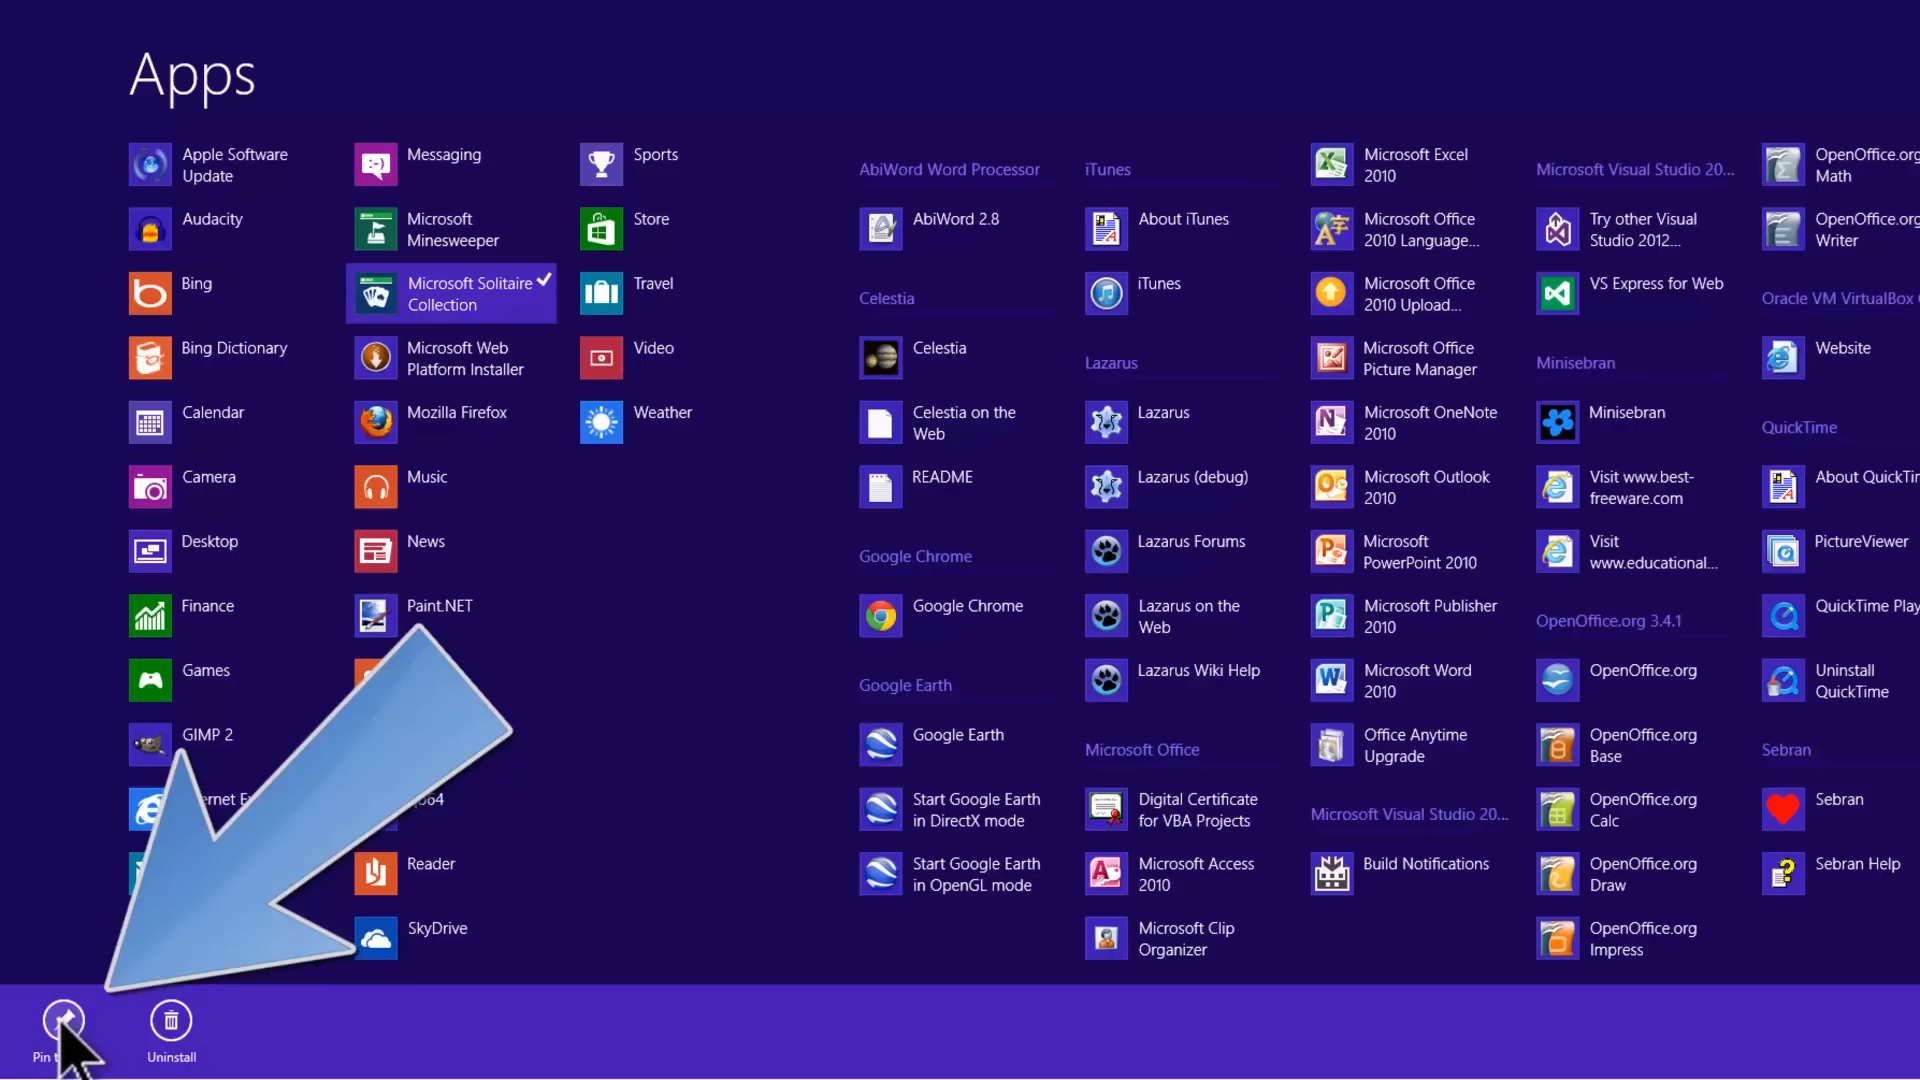 Apps
Apple Software
Update
Audacity
Bing
Bing Dictionary
Calendar
Camera
Desktop
Finance
Games
GIMP 2
Messaging
Microsoft
Minesweeper
Microsoft Solitaire
Collection
Microsoft Web
Platform Installer
Mozilla Firefox
Music
News
Paint.NET
Reader
SkyDrive
Sports
Store
Travel
Video
Weather
AbiWord Word Processor
AbiWord 2.8
Celestia
Celestia
Celestia on the
Web
README
Google Chrome
Google Chrome
Google Earth
Google Earth
Start Google Earth
in DirectX mode
Start Google Earth
in OpenGL mode
iTunes
About iTunes
iTunes
Lazarus
Lazarus
Lazarus (debug)
Lazarus Forums
Lazarus on the
Web
Lazarus Wiki Help
Microsoft Office
Digital Certificate
for VBA Projects
Microsoft Access
2010
Microsoft Clip
Organizer
Microsoft Excel
2010
Microsoft Office
2010 Language...
Microsoft Office
2010 Upload...
Microsoft Office
Picture Manager
Microsoft OneNote
2010
Microsoft Outlook
2010
Microsoft
PowerPoint 2010
Microsoft Publisher
2010
Microsoft Word
2010
Office Anytime
Upgrade
Microsoft Visual Studio 20...
Build Notifications
Microsoft Visual Studio 20...
Try other Visual
Studio 2012...
VS Express for Web
Minisebran
Minisebran
Visit www.best-
freeware.com
Visit
www.educational...
OpenOffice.org 3.4.1
OpenOffice.org
OpenOffice.org
Base
OpenOffice.org
Calc
OpenOffice.org
Draw
OpenOffice.org
Impress
OpenOffice.org
Math
OpenOffice.org
Writer
Oracle VM VirtualBox
Website
QuickTime
About
PictureViewer
QuickTime
Uninstall
QuickTime
Sebran
Sebran
Sebran Help
Pin
Uninstall